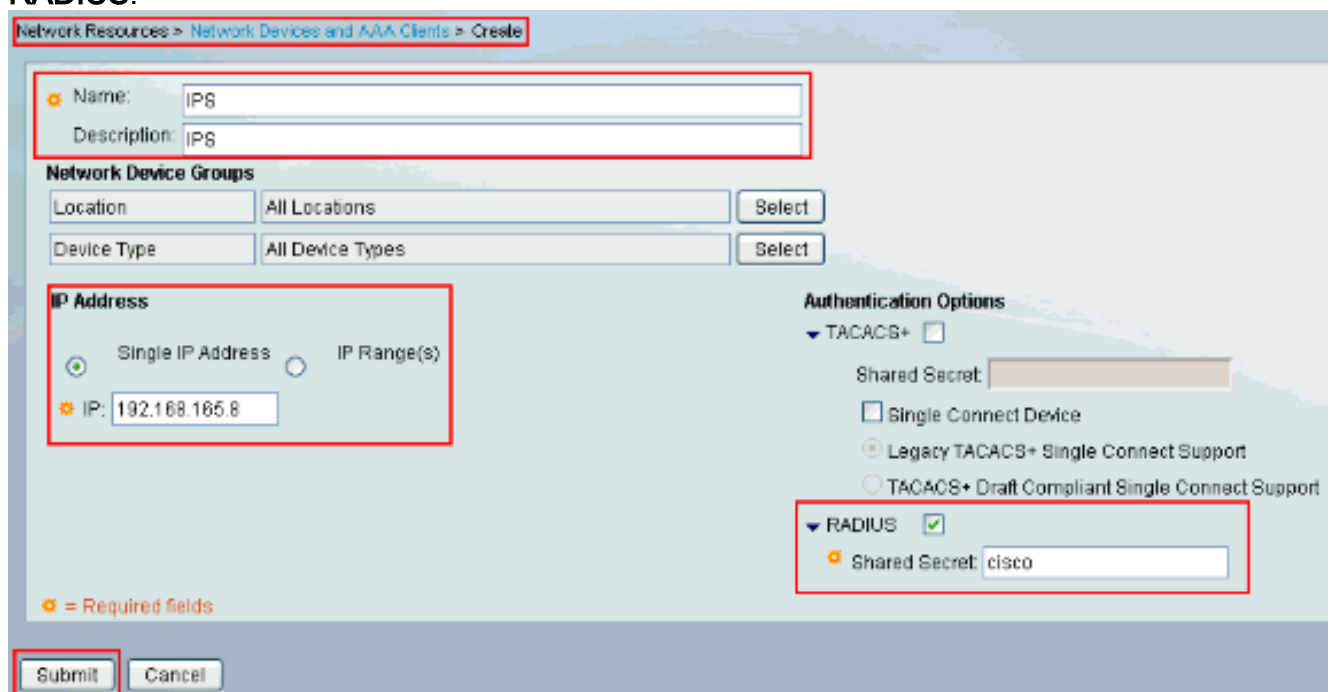 RADIUS.
Network Resources > Network Devices and AAA Clients > Create
Name: IPS
Description: IPS
Network Device Groups
Location All Locations Select
Device Type All Device Types Select
IP Address
Single IP Address IP Range(s)
IP: 192.168.165.8
Authentication Options
TACACS+
Shared Secret:
Single Connect Device
Legacy TACACS+ Single Connect Support
TACACS+ Draft Compliant Single Connect Support
RADIUS
Shared Secret: cisco
= Required fields
Submit Cancel